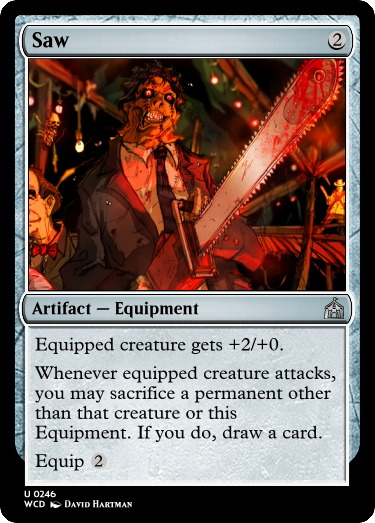 Saw 2
Artifact — Equipment
Equipped creature gets +2/+0.
Whenever equipped creature attacks,
you may sacrifice a permanent other
than that creature or this
Equipment. If you do, draw a card.
Equip 2
U 0246
WCD DAVID HARTMAN